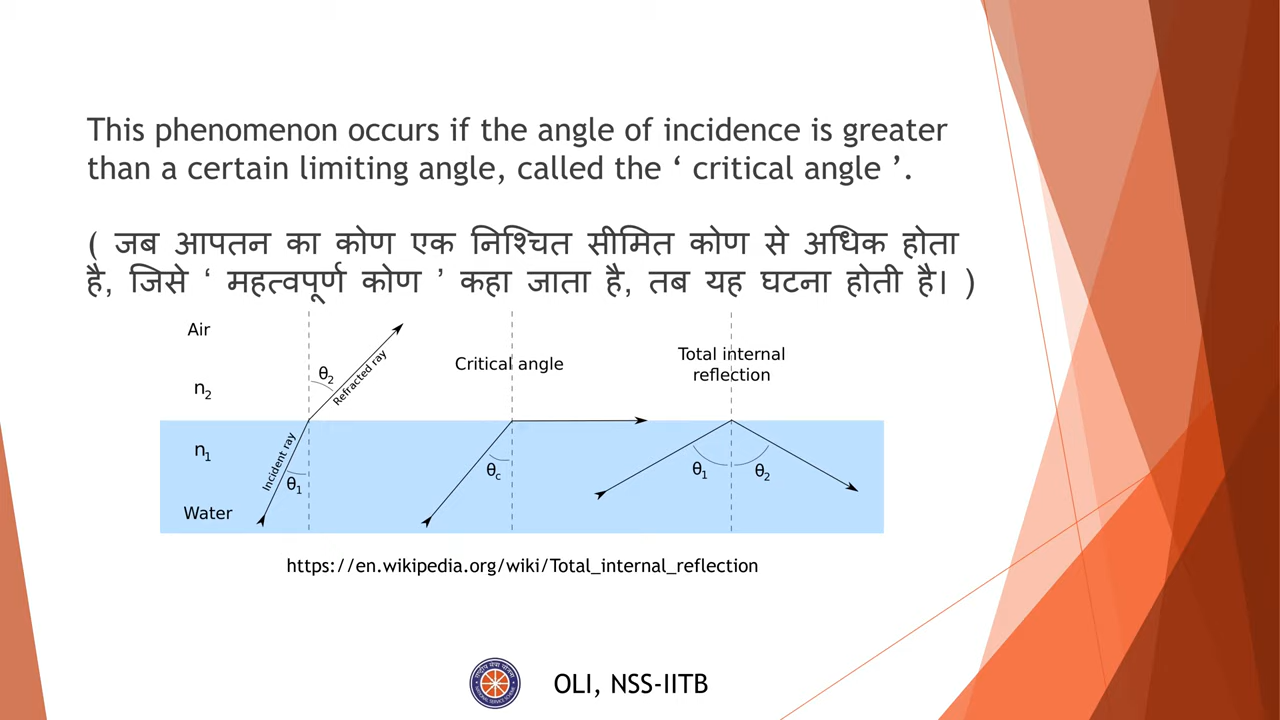 This phenomenon occurs if the angle of incidence is greater
than a certain limiting angle, called the ‘ critical angle ’.
( जब आपतन का कोण एक निश्चित सीमित कोण से अधिक होता
है, जिसे ‘ महत्वपूर्ण कोण ’ कहा जाता है, तब यह घटना होती है। )
Air
n2
n1
Water
Incident ray
θ1
θ2
Refracted ray
Critical angle
θc
Total internal
reflection
θ1
θ2
https://en.wikipedia.org/wiki/Total_internal_reflection
OLI, NSS-IITB